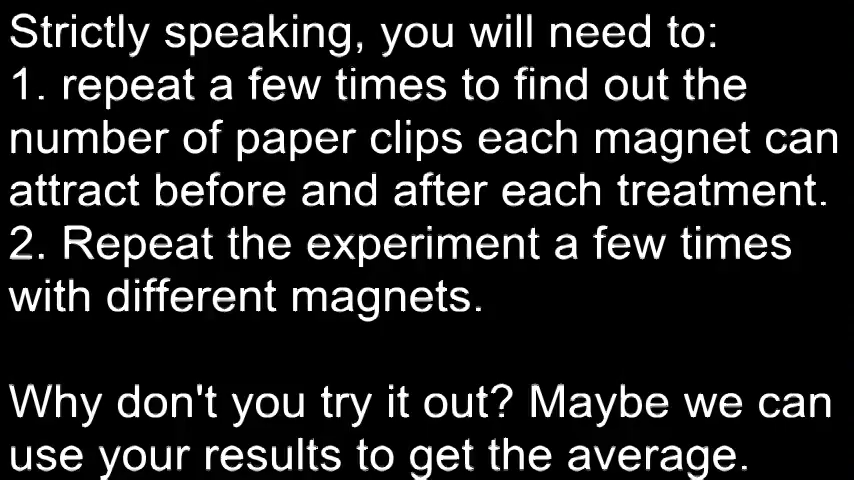 Strictly speaking, you will need to:
1. repeat a few times to find out the
number of paper clips each magnet can
attract before and after each treatment.
2. Repeat the experiment a few times
with different magnets.
Why don't you try it out? Maybe we can
use your results to get the average.